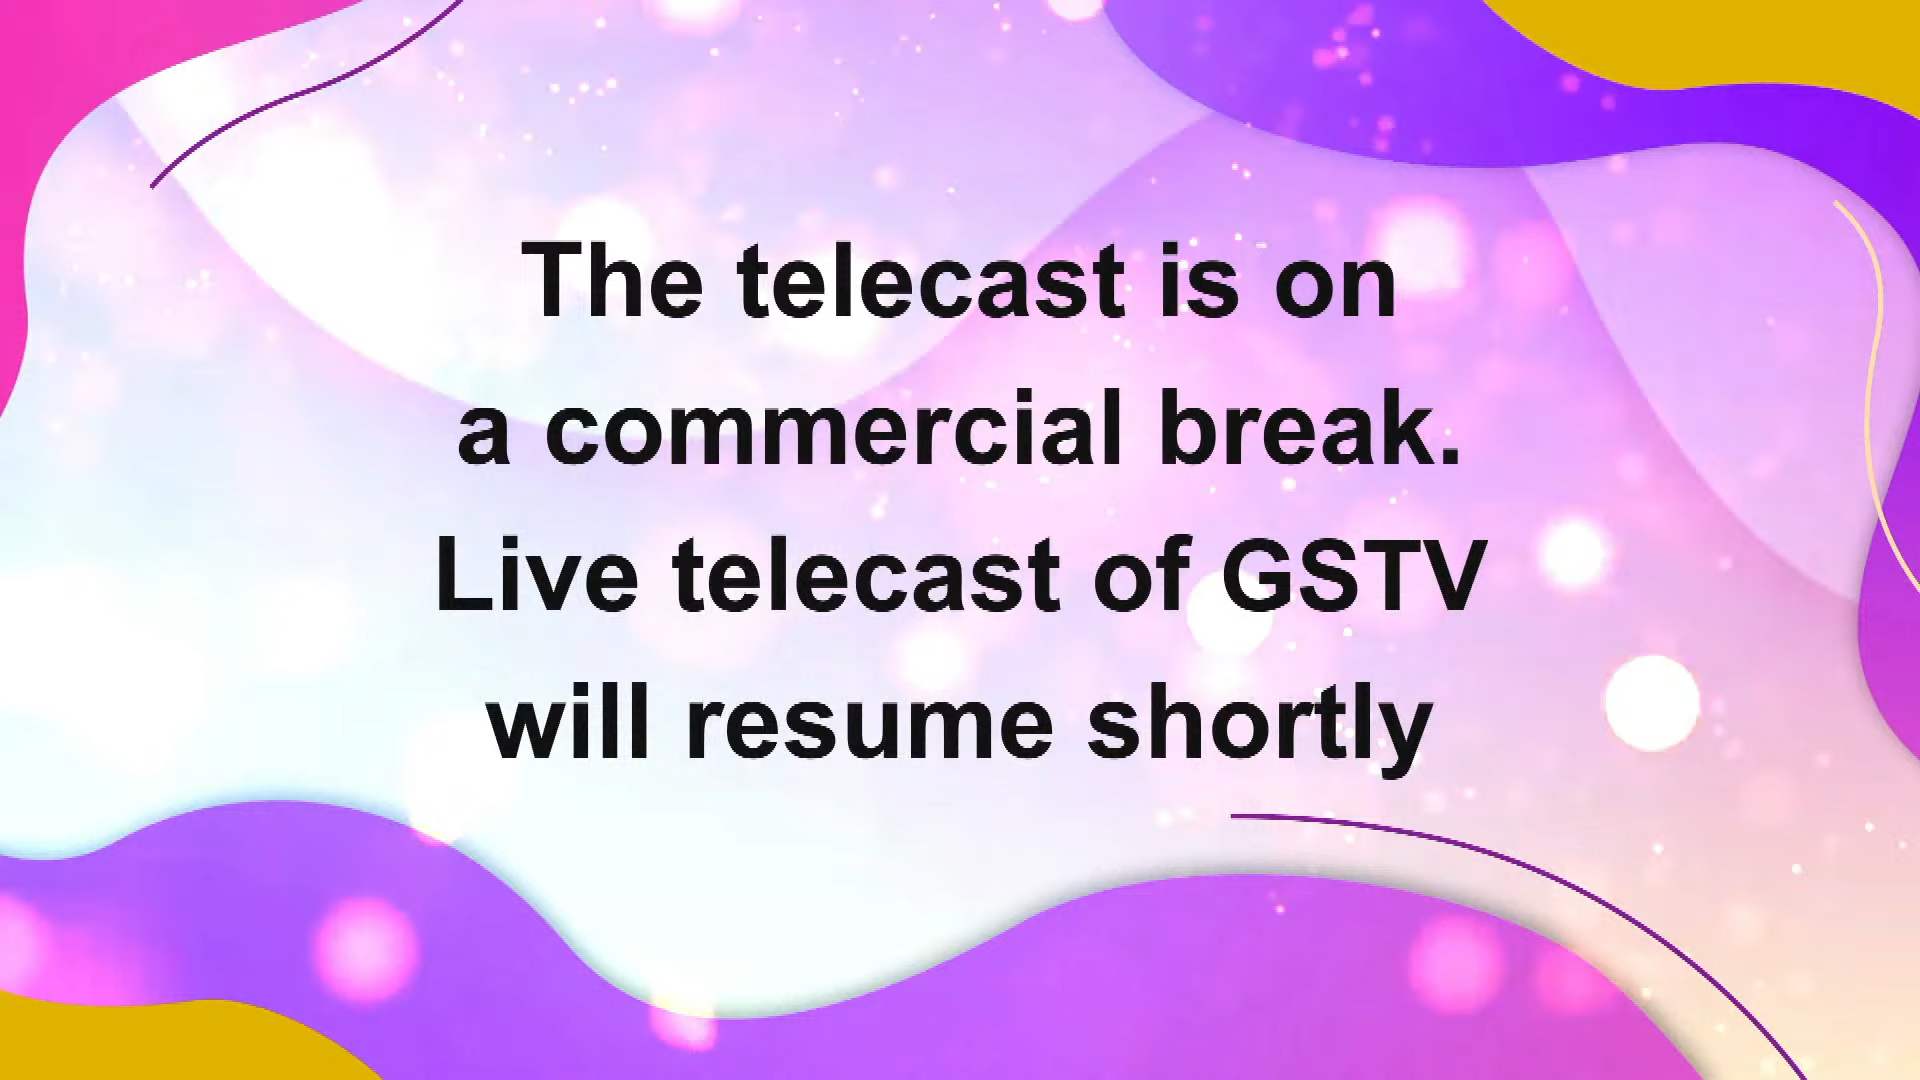 The telecast is on
a commercial break.
Live telecast of GSTV
will resume shortly